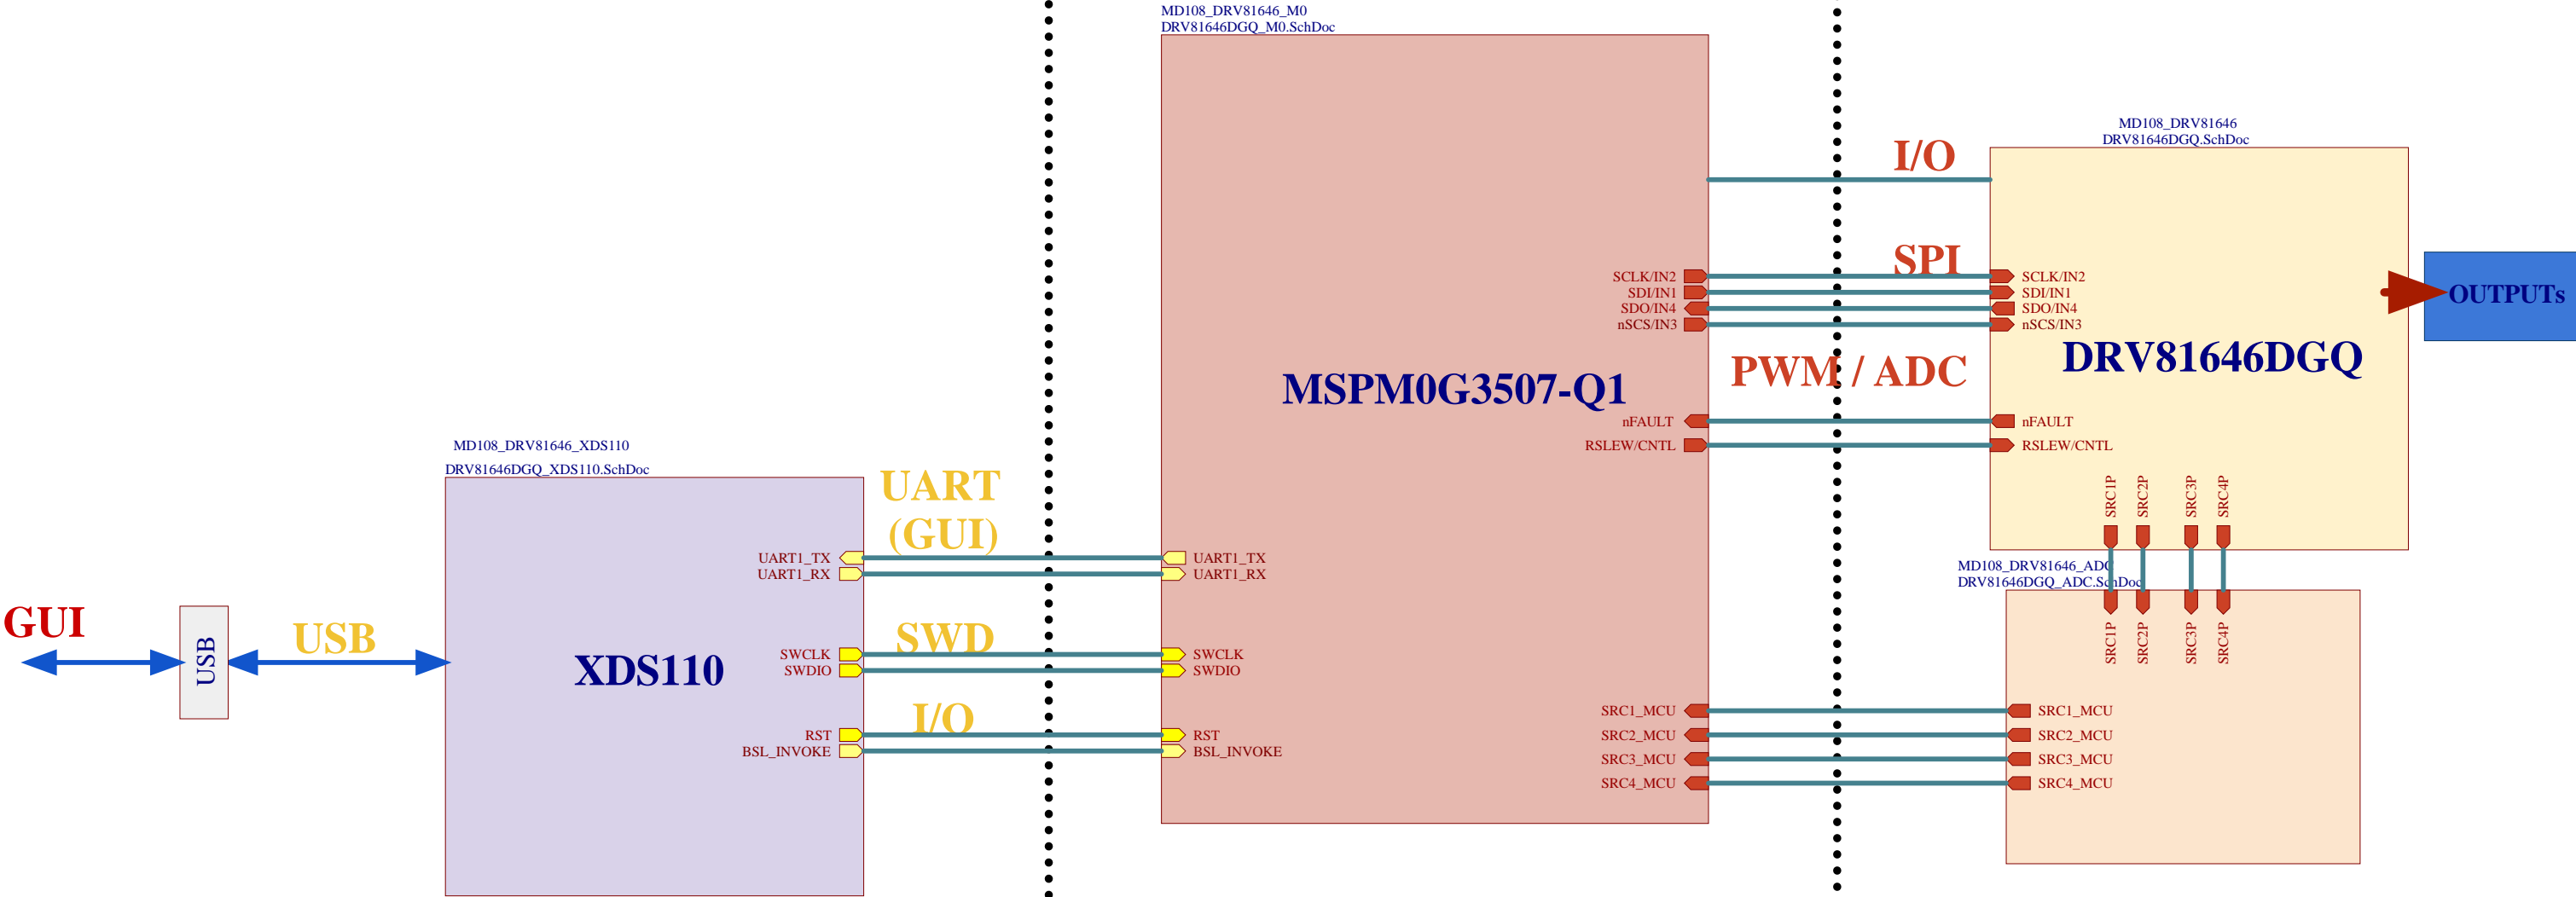 GUI
USB
USB
MD108_DRV81646_XDS110
DRV81646DGQ_XDS110.SchDoc
XDS110
UART1_TX
UART1_RX
SWCLK
SWDIO
RST
BSL_INVOKE
UART
(GUI)
SWD
I/O
MD108_DRV81646_M0
DRV81646DGQ_M0.SchDoc
MSPM0G3507-Q1
UART1_TX
UART1_RX
SWCLK
SWDIO
RST
BSL_INVOKE
SCLK/IN2
SDI/IN1
SDO/IN4
nSCS/IN3
nFAULT
RSLEW/CNTL
SRC1_MCU
SRC2_MCU
SRC3_MCU
SRC4_MCU
I/O
SPI
PWM / ADC
MD108_DRV81646
DRV81646DGQ.SchDoc
SCLK/IN2
SDI/IN1
SDO/IN4
nSCS/IN3
DRV81646DGQ
nFAULT
RSLEW/CNTL
SRC1P
SRC2P
SRC3P
SRC4P
OUTPUTs
MD108_DRV81646_ADC
DRV81646DGQ_ADC.SchDoc
SRC1P
SRC2P
SRC3P
SRC4P
SRC1_MCU
SRC2_MCU
SRC3_MCU
SRC4_MCU